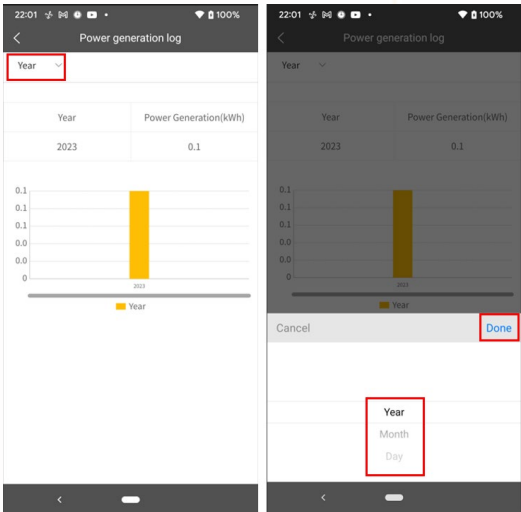 22:01 100%
Power generation log
Year
Year Power Generation(kWh)
2023 0.1
0.1
0.1
0.1
0.0
0.0
0
2023
Year
22:01 100%
Power generation log
Year
Year Power Generation(kWh)
2023 0.1
0.1
0.1
0.1
0.0
0.0
0
2023
Year
Cancel Done
Year
Month
Day